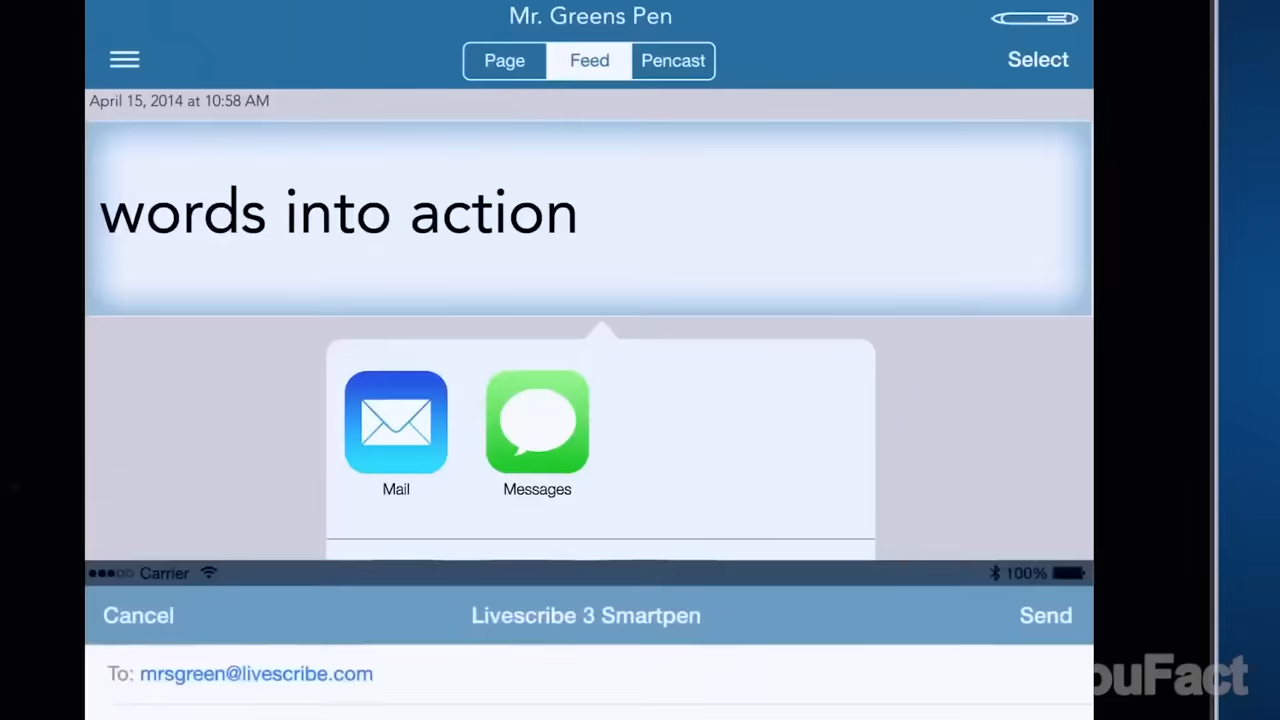 Mr. Greens Pen
Page Feed Pencast Select
April 15, 2014 at 10:58 AM
words into action
Mail Messages
Carrier 100%
Cancel Livescribe 3 Smartpen Send
To: mrsgreen@livescribe.com